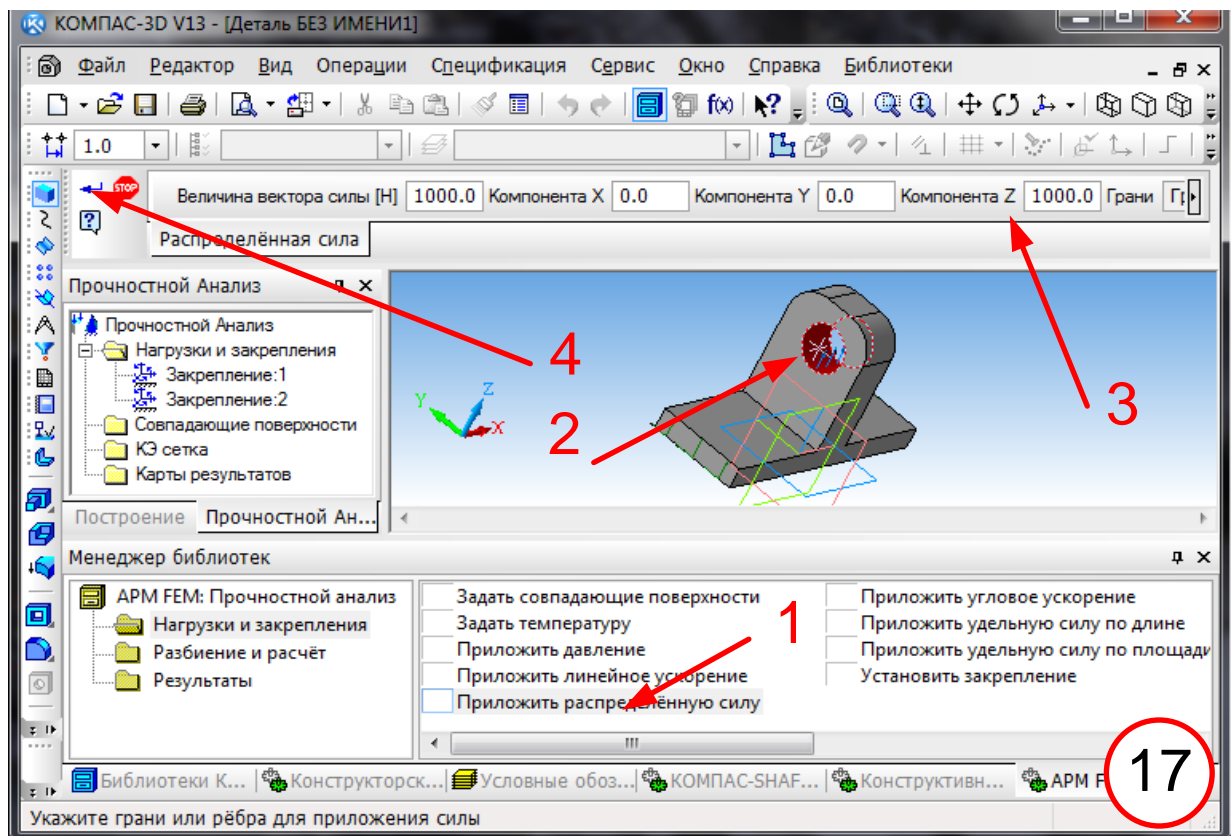 КОМПАС-3D V13 - [Деталь БЕЗ ИМЕНИ1]
Файл Редактор Вид Операции Спецификация Сервис Окно Справка Библиотеки
f(x)
1.0
STOP Величина вектора силы [Н] 1000.0 Компонента X 0.0 Компонента Y 0.0 Компонента Z 1000.0 Грани
Распределённая сила
Прочностной Анализ
Прочностной Анализ
Нагрузки и закрепления
Закрепление:1
Закрепление:2
Совпадающие поверхности
КЭ сетка
Карты результатов
Построение Прочностной Ан...
Y Z X
4
2
3
Менеджер библиотек
APM FEM: Прочностной анализ
Нагрузки и закрепления
Разбиение и расчёт
Результаты
Задать совпадающие поверхности
Задать температуру
Приложить давление
Приложить линейное ускорение
Приложить распределённую силу
1
Приложить угловое ускорение
Приложить удельную силу по длине
Приложить удельную силу по площади
Установить закрепление
Библиотеки К... Конструкторск... Условные обоз... КОМПАС-SHAF... Конструктивн... APM F
17
Укажите грани или рёбра для приложения силы